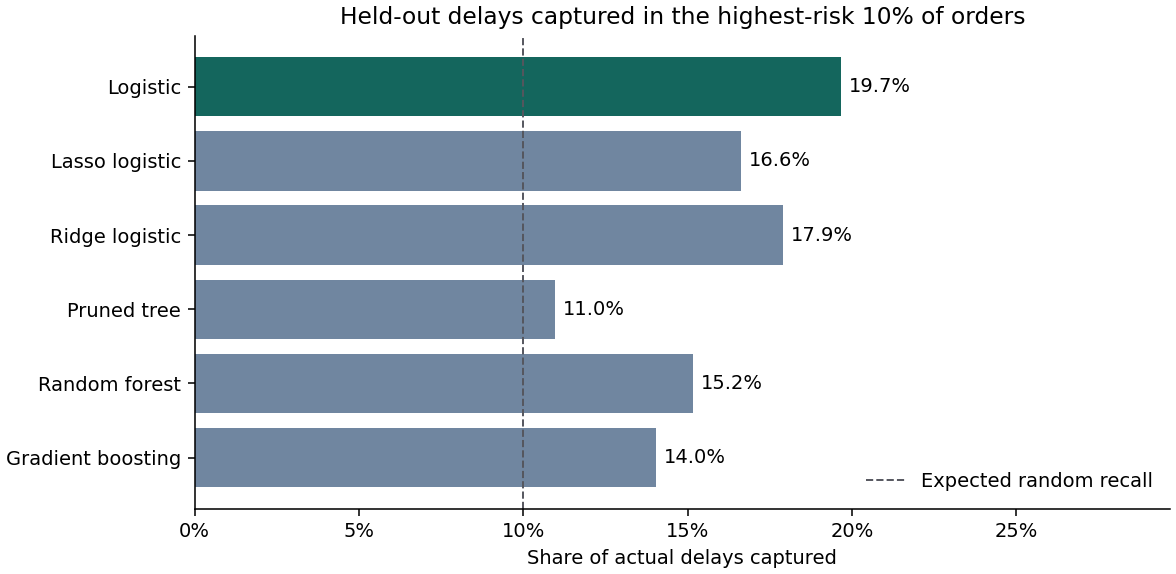 Held-out delays captured in the highest-risk 10% of orders
Logistic 19.7%
Lasso logistic 16.6%
Ridge logistic 17.9%
Pruned tree 11.0%
Random forest 15.2%
Gradient boosting 14.0%
Expected random recall
0% 5% 10% 15% 20% 25%
Share of actual delays captured